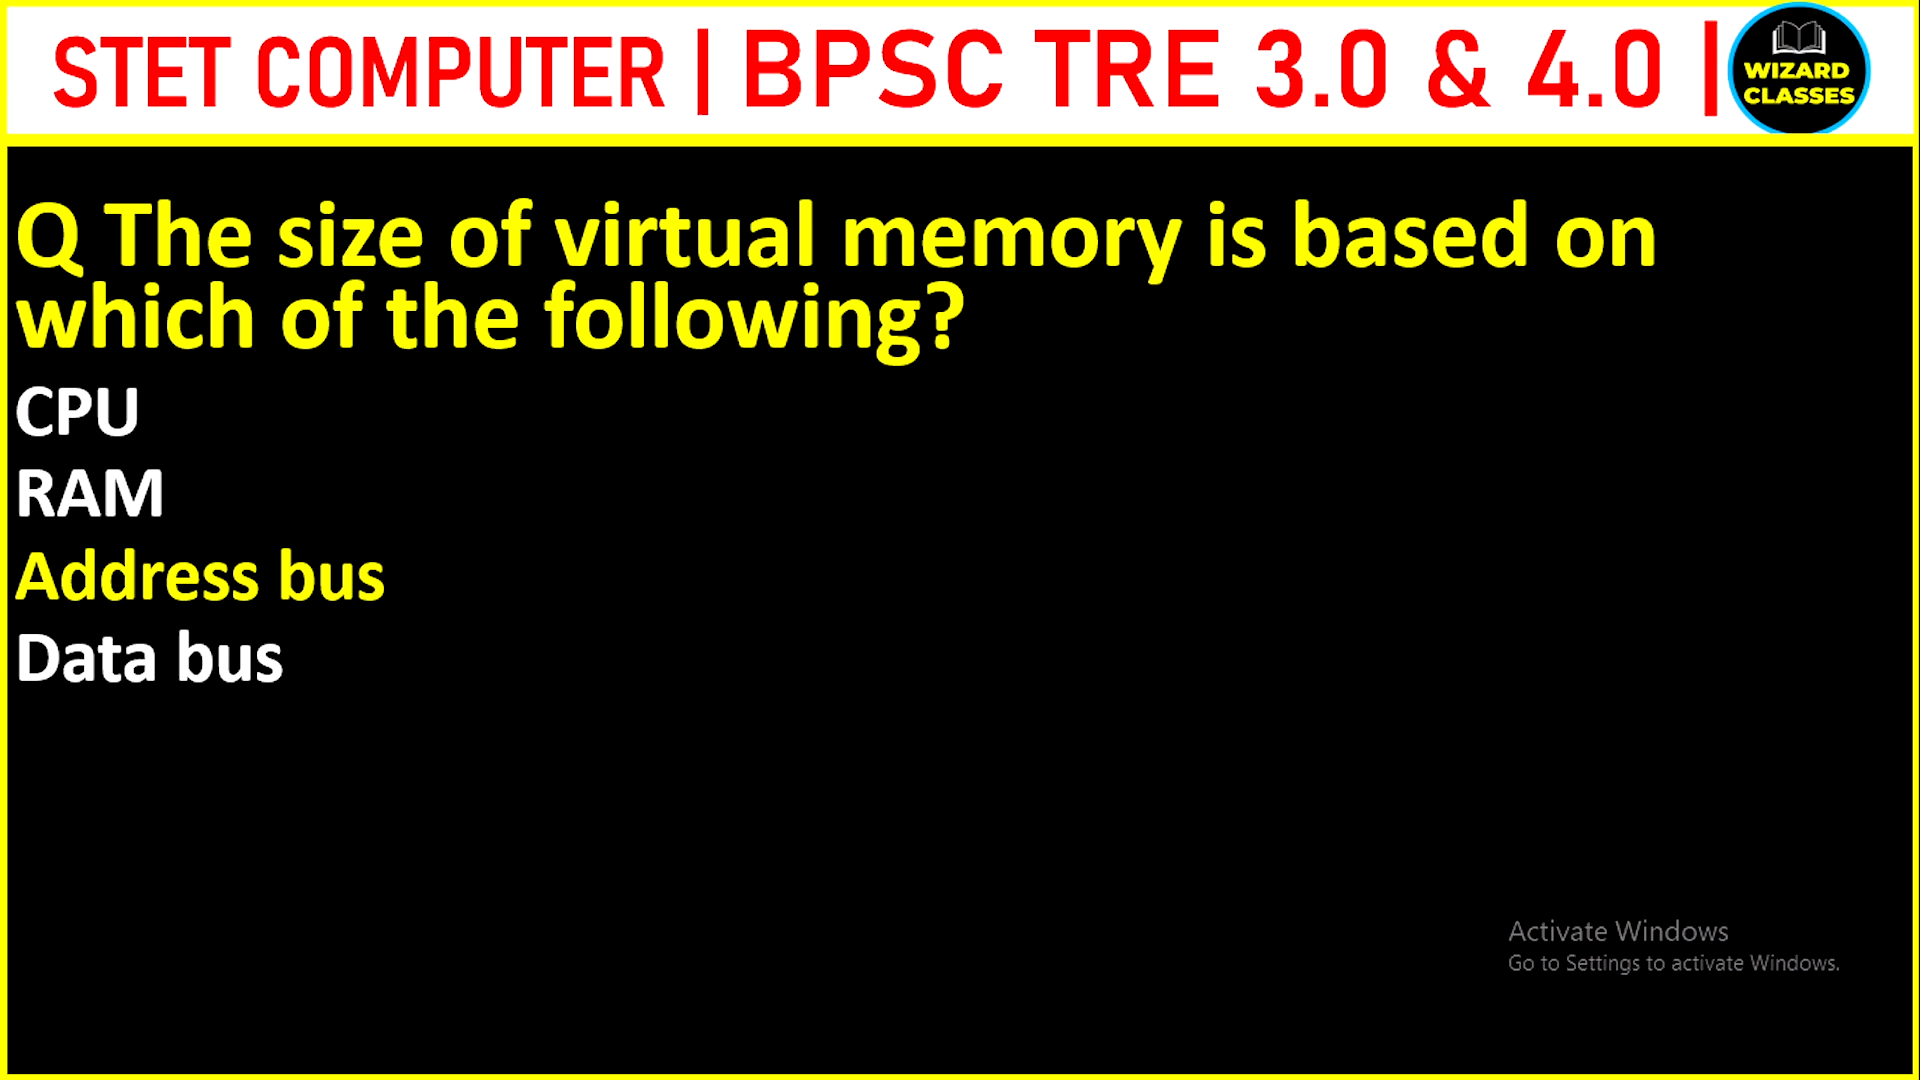 STET COMPUTER | BPSC TRE 3.0 & 4.0 |
WIZARD
CLASSES
Q The size of virtual memory is based on
which of the following?
CPU
RAM
Address bus
Data bus
Activate Windows
Go to Settings to activate Windows.